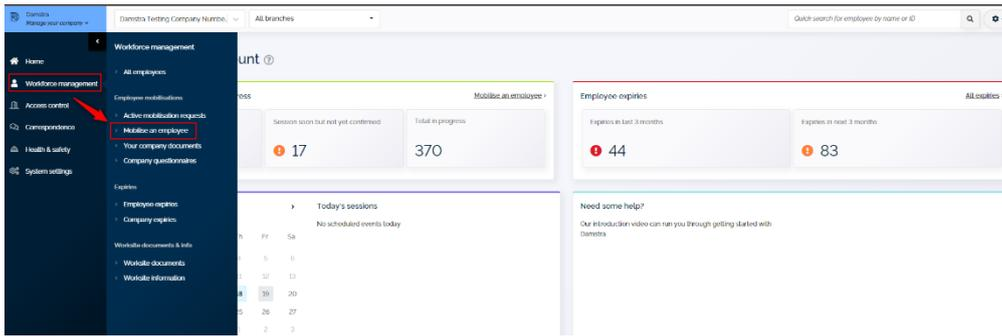 Damstra
Manage your company
Damstra Testing Company Numbe..
All branches
Quick search for employee by name or ID
Home
Workforce management
Access control
Correspondence
Health & safety
System settings
Workforce management
All employees
Employee mobilisations
Active mobilisation requests
Mobilise an employee
Your company documents
Company questionnaires
Expiries
Employee expiries
Company expiries
Worksite documents & info
Worksite documents
Worksite information
unt
ess
Mobilise an employee
Session soon but not yet confirmed
17
Total in progress
370
Employee expiries
All expiries
Expiries in last 3 months
44
Expiries in next 3 months
83
Today's sessions
No scheduled events today
h Fr Sa
4 5 6
11 12 13
18 19 20
25 26 27
1 2 3
Need some help?
Our introduction video can run you through getting started with
Damstra